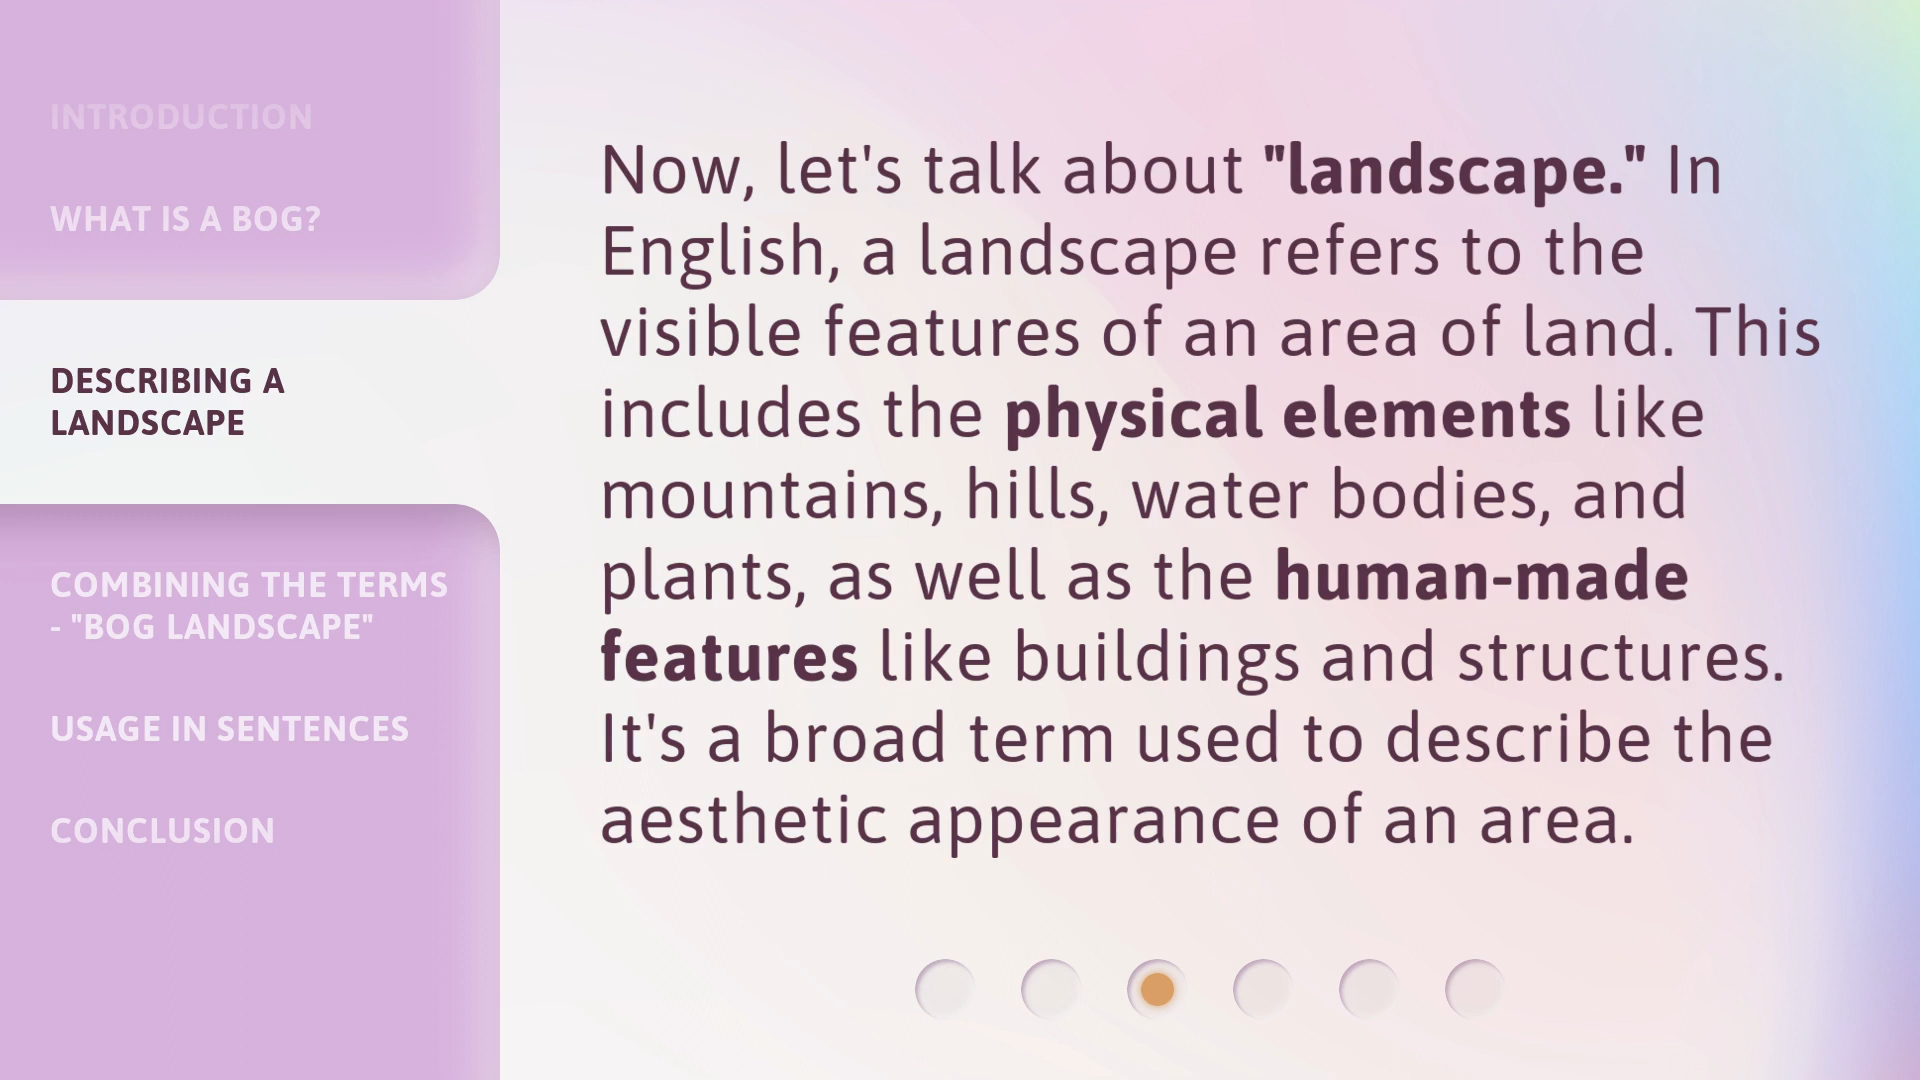 INTRODUCTION
WHAT IS A BOG?
DESCRIBING A
LANDSCAPE
COMBINING THE TERMS
- "BOG LANDSCAPE"
USAGE IN SENTENCES
CONCLUSION
Now, let's talk about "landscape." In
English, a landscape refers to the
visible features of an area of land. This
includes the physical elements like
mountains, hills, water bodies, and
plants, as well as the human-made
features like buildings and structures.
It's a broad term used to describe the
aesthetic appearance of an area.